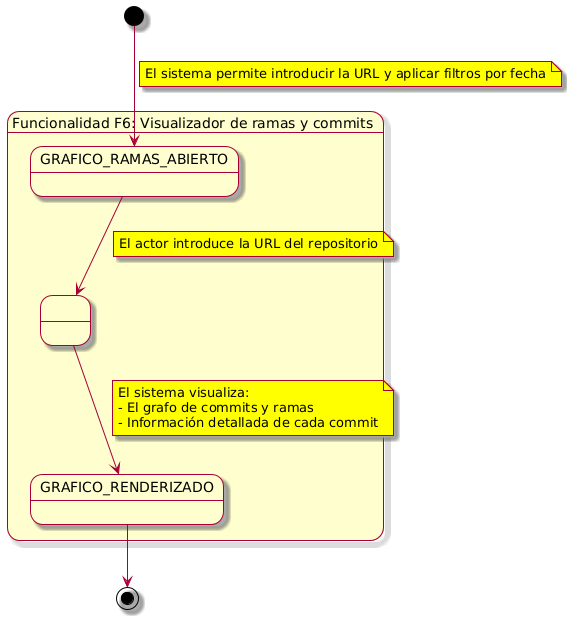 El sistema permite introducir la URL y aplicar filtros por fecha
Funcionalidad F6: Visualizador de ramas y commits
GRAFICO_RAMAS_ABIERTO
El actor introduce la URL del repositorio
El sistema visualiza:
- El grafo de commits y ramas
- Información detallada de cada commit
GRAFICO_RENDERIZADO